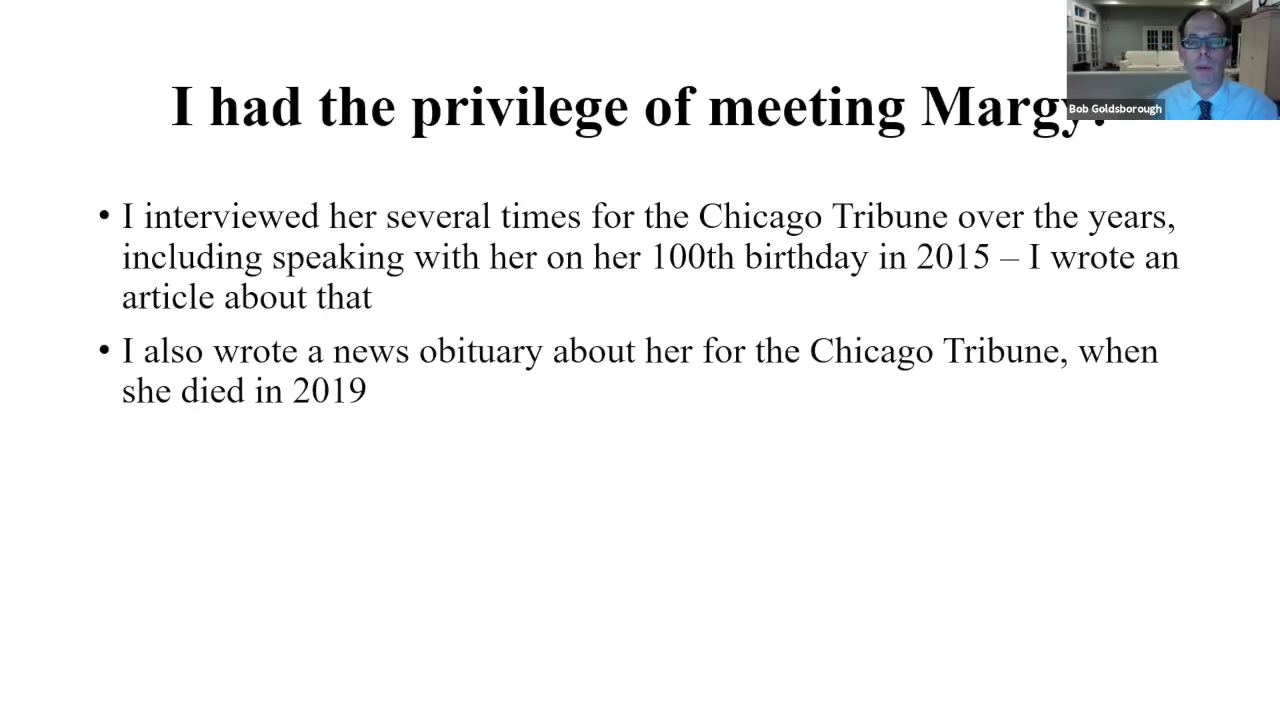 I had the privilege of meeting Margy.
Bob Goldsborough
• I interviewed her several times for the Chicago Tribune over the years,
including speaking with her on her 100th birthday in 2015 – I wrote an
article about that
• I also wrote a news obituary about her for the Chicago Tribune, when
she died in 2019